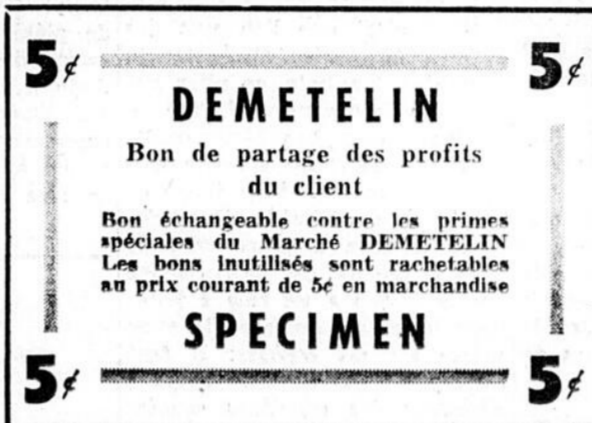 5¢ 5¢
DEMETELIN
Bon de partage des profits
du client
Bon échangeable contre les primes
spéciales du Marché DEMETELIN
Les bons inutilisés sont rachetables
au prix courant de 5¢ en marchandise
SPECIMEN
5¢ 5¢